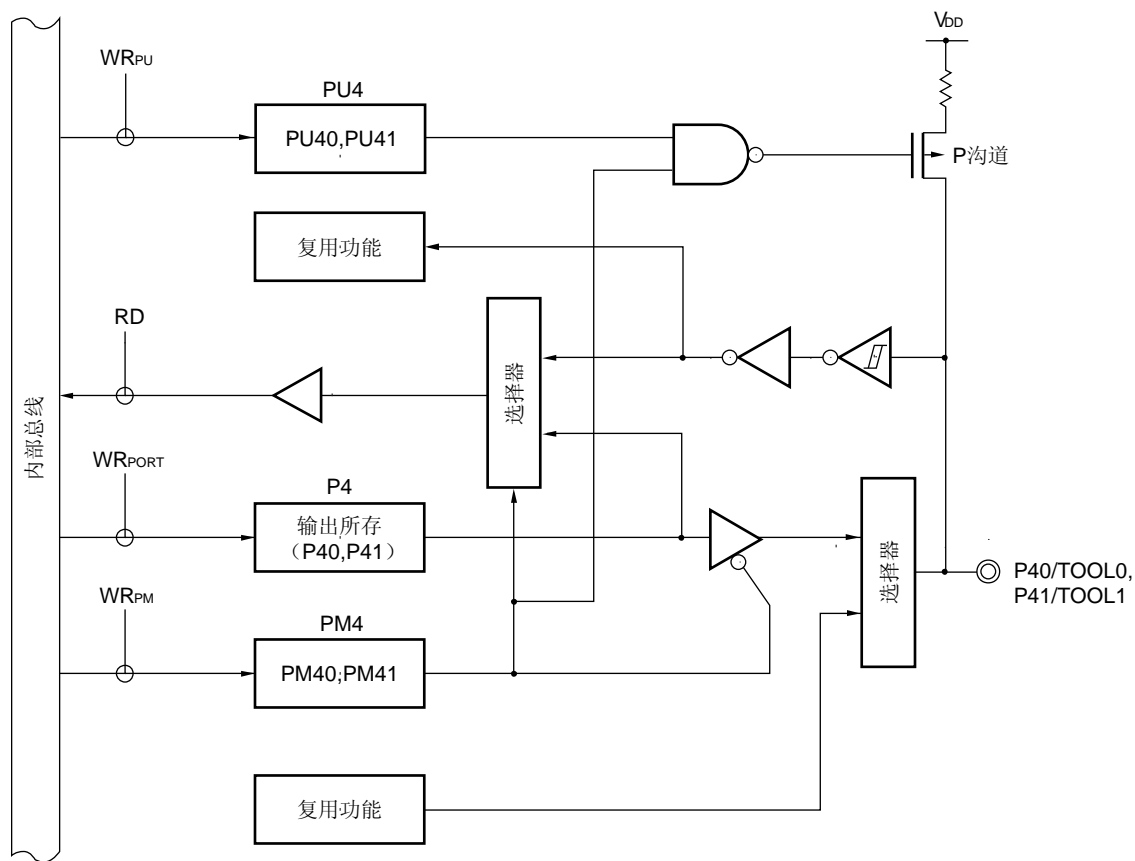 VDD
WRPU
PU4
PU40,PU41
P沟道
复用功能
RD
选择器
内部总线
WRPORT
P4
输出所存
（P40,P41）
选择器
P40/TOOL0,
P41/TOOL1
WRPM
PM4
PM40,PM41
复用功能